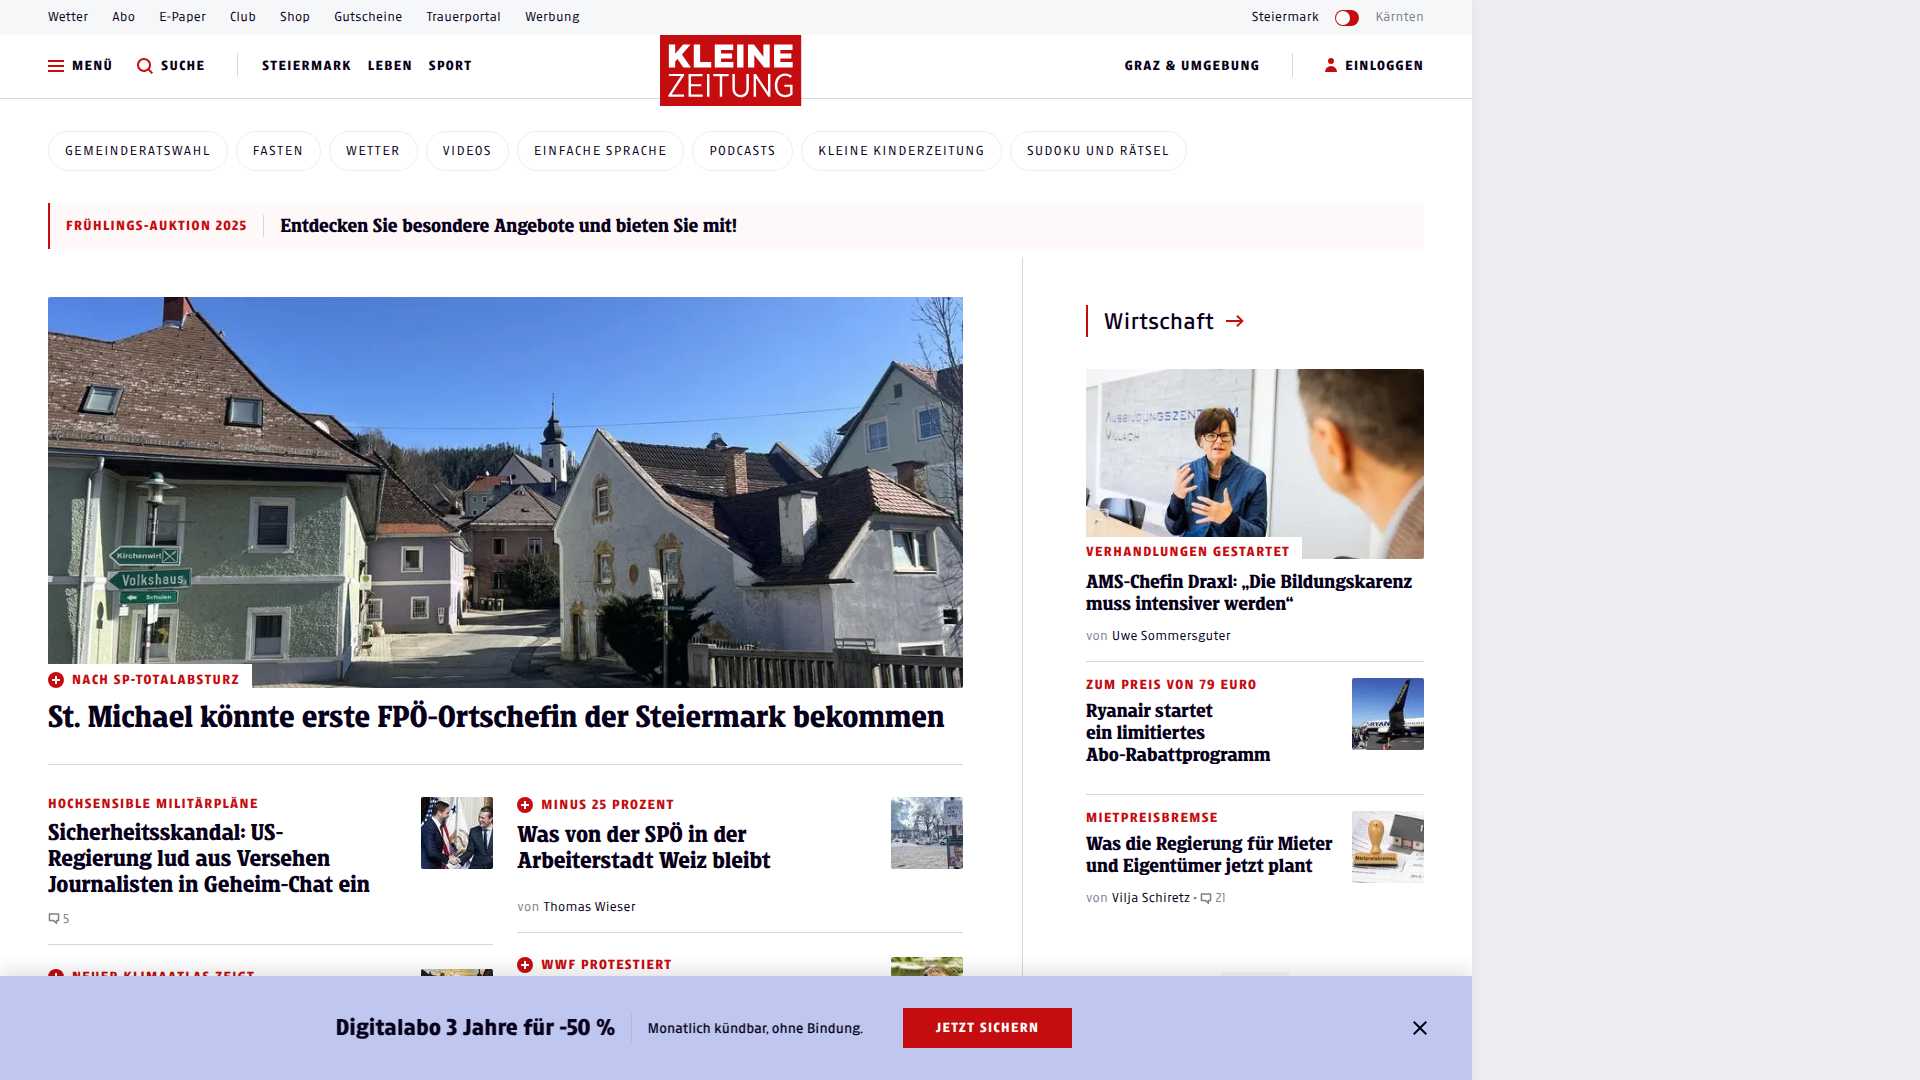 Wetter Abo E-Paper Club Shop Gutscheine Trauerportal Werbung Steiermark Kärnten
MENÜ SUCHE STEIERMARK LEBEN SPORT KLEINE ZEITUNG GRAZ & UMGEBUNG EINLOGGEN
GEMEINDERATSWAHL FASTEN WETTER VIDEOS EINFACHE SPRACHE PODCASTS KLEINE KINDERZEITUNG SUDOKU UND RÄTSEL
FRÜHLINGS-AUKTION 2025 Entdecken Sie besondere Angebote und bieten Sie mit!
Kirchenwirt
Volkshaus
Schulen
NACH SP-TOTALABSTURZ
St. Michael könnte erste FPÖ-Ortschefin der Steiermark bekommen
HOCHSENSIBLE MILITÄRPLÄNE
Sicherheitsskandal: US-
Regierung lud aus Versehen
Journalisten in Geheim-Chat ein
5
NEUER KLIMAATLAS ZEIGT
MINUS 25 PROZENT
Was von der SPÖ in der
Arbeiterstadt Weiz bleibt
von Thomas Wieser
WWF PROTESTIERT
Wirtschaft
AUSBILDUNGSZENTRUM
VILLACH
VERHANDLUNGEN GESTARTET
AMS-Chefin Draxl: „Die Bildungskarenz
muss intensiver werden“
von Uwe Sommersguter
ZUM PREIS VON 79 EURO
Ryanair startet
ein limitiertes
Abo-Rabattprogramm
RYAN
MIETPREISBREMSE
Was die Regierung für Mieter
und Eigentümer jetzt plant
Mietpreisbremse
von Vilja Schiretz • 21
Digitalabo 3 Jahre für -50 % Monatlich kündbar, ohne Bindung. JETZT SICHERN